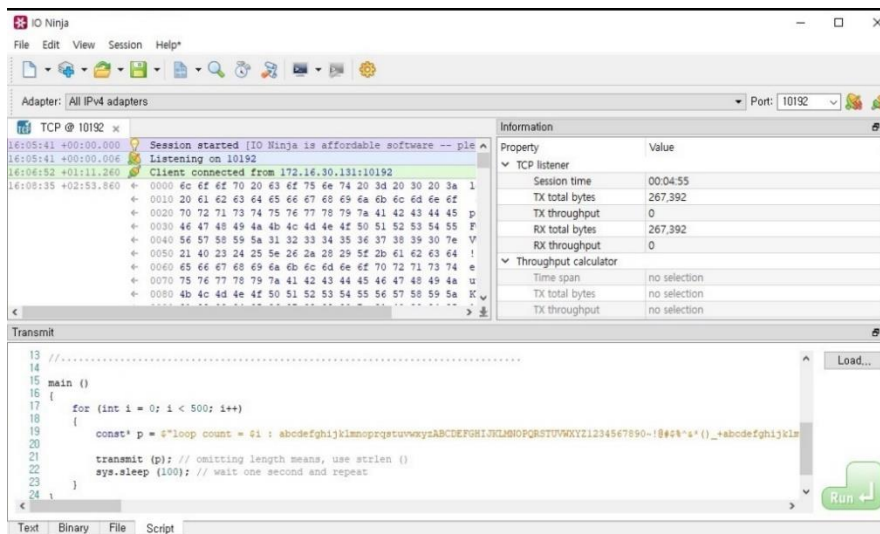 IO Ninja
File Edit View Session Help*
Adapter: All IPv4 adapters
Port: 10192
TCP @ 10192
16:05:41 +00:00.000 Session started [IO Ninja is affordable software -- ple
16:05:41 +00:00.006 Listening on 10192
16:06:52 +01:11.260 Client connected from 172.16.30.131:10192
16:08:35 +02:53.860 0000 6c 6f 6f 70 20 63 6f 75 6e 74 20 3d 20 30 20 3a l
0010 20 61 62 63 64 65 66 67 68 69 6a 6b 6c 6d 6e 6f
0020 70 72 71 73 74 75 76 77 78 79 7a 41 42 43 44 45 p
0030 46 47 48 49 4a 4b 4c 4d 4e 4f 50 51 52 53 54 55 F
0040 56 57 58 59 5a 31 32 33 34 35 36 37 38 39 30 7e V
0050 21 40 23 24 25 5e 26 2a 28 29 5f 2b 61 62 63 64 !
0060 65 66 67 68 69 6a 6b 6c 6d 6e 6f 70 72 71 73 74 e
0070 75 76 77 78 79 7a 41 42 43 44 45 46 47 48 49 4a u
0080 4b 4c 4d 4e 4f 50 51 52 53 54 55 56 57 58 59 5a K
Information
Property Value
TCP listener
Session time 00:04:55
TX total bytes 267,392
TX throughput 0
RX total bytes 267,392
RX throughput 0
Throughput calculator
Time span no selection
TX total bytes no selection
TX throughput no selection
Transmit
13 //............................................................................
14
15 main ()
16 {
17 for (int i = 0; i < 500; i++)
18 {
19 const* p = $"loop count = $i : abcdefghijklmnoprqstuvwxyzABCDEFGHIJKLMNOPQRSTUVWXYZ1234567890~!@#$%^&*()_+abcdefghijklm
20
21 transmit (p); // omitting length means, use strlen ()
22 sys.sleep (100); // wait one second and repeat
23 }
24 }
Load...
Run
Text Binary File Script